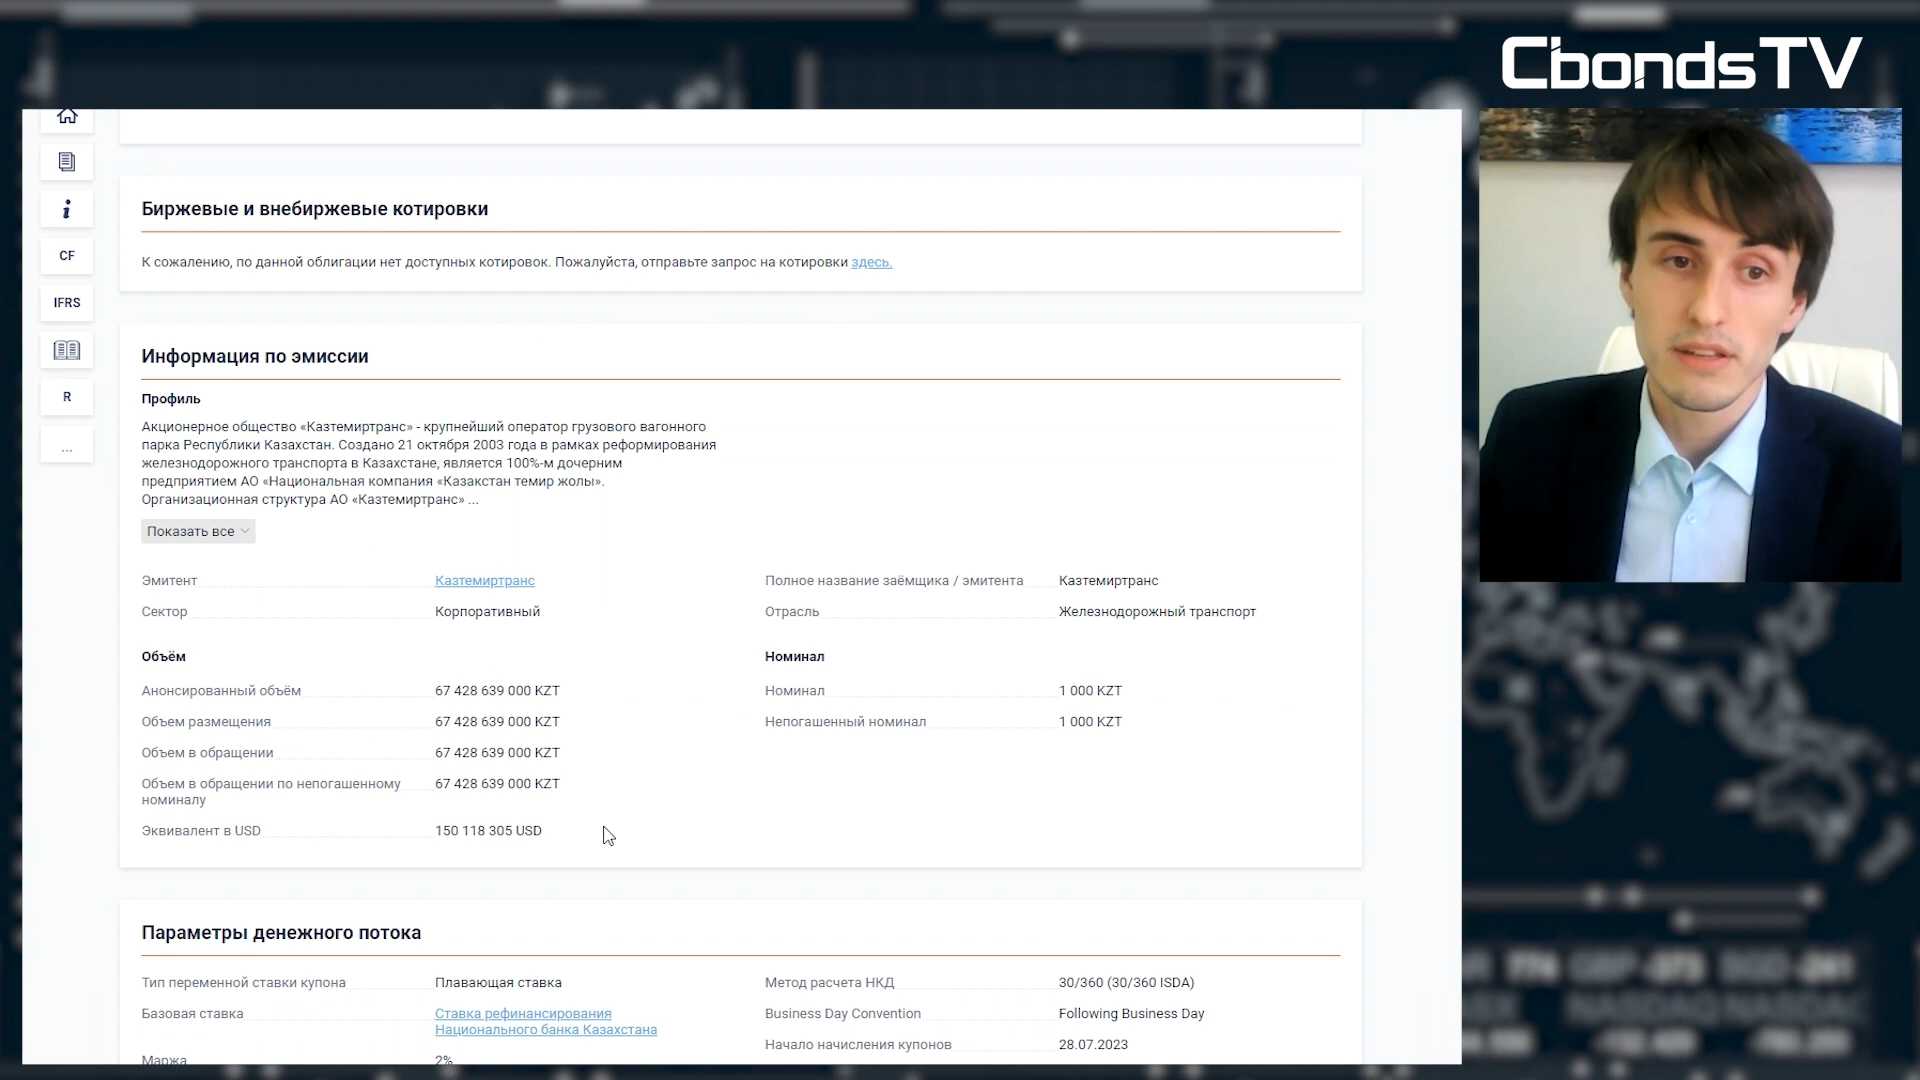 CbondsTV
Биржевые и внебиржевые котировки
К сожалению, по данной облигации нет доступных котировок. Пожалуйста, отправьте запрос на котировки здесь.
CF
IFRS
R
...
Информация по эмиссии
Профиль
Акционерное общество «Казтемиртранс» - крупнейший оператор грузового вагонного
парка Республики Казахстан. Создано 21 октября 2003 года в рамках реформирования
железнодорожного транспорта в Казахстане, является 100%-м дочерним
предприятием АО «Национальная компания «Казакстан темир жолы».
Организационная структура АО «Казтемиртранс» ...
Показать все
Эмитент Казтемиртранс
Полное название заёмщика / эмитента Казтемиртранс
Сектор Корпоративный
Отрасль Железнодорожный транспорт
Объём
Номинал
Анонсированный объём 67 428 639 000 KZT
Номинал 1 000 KZT
Объем размещения 67 428 639 000 KZT
Непогашенный номинал 1 000 KZT
Объем в обращении 67 428 639 000 KZT
Объем в обращении по непогашенному 67 428 639 000 KZT
номиналу
Эквивалент в USD 150 118 305 USD
Параметры денежного потока
Тип переменной ставки купона Плавающая ставка
Метод расчета НКД 30/360 (30/360 ISDA)
Базовая ставка Ставка рефинансирования
Национального банка Казахстана
Business Day Convention Following Business Day
Начало начисления купонов 28.07.2023
Маржа 2%
774 GBP -373 SGD -241
NASDAQ NASDAQ